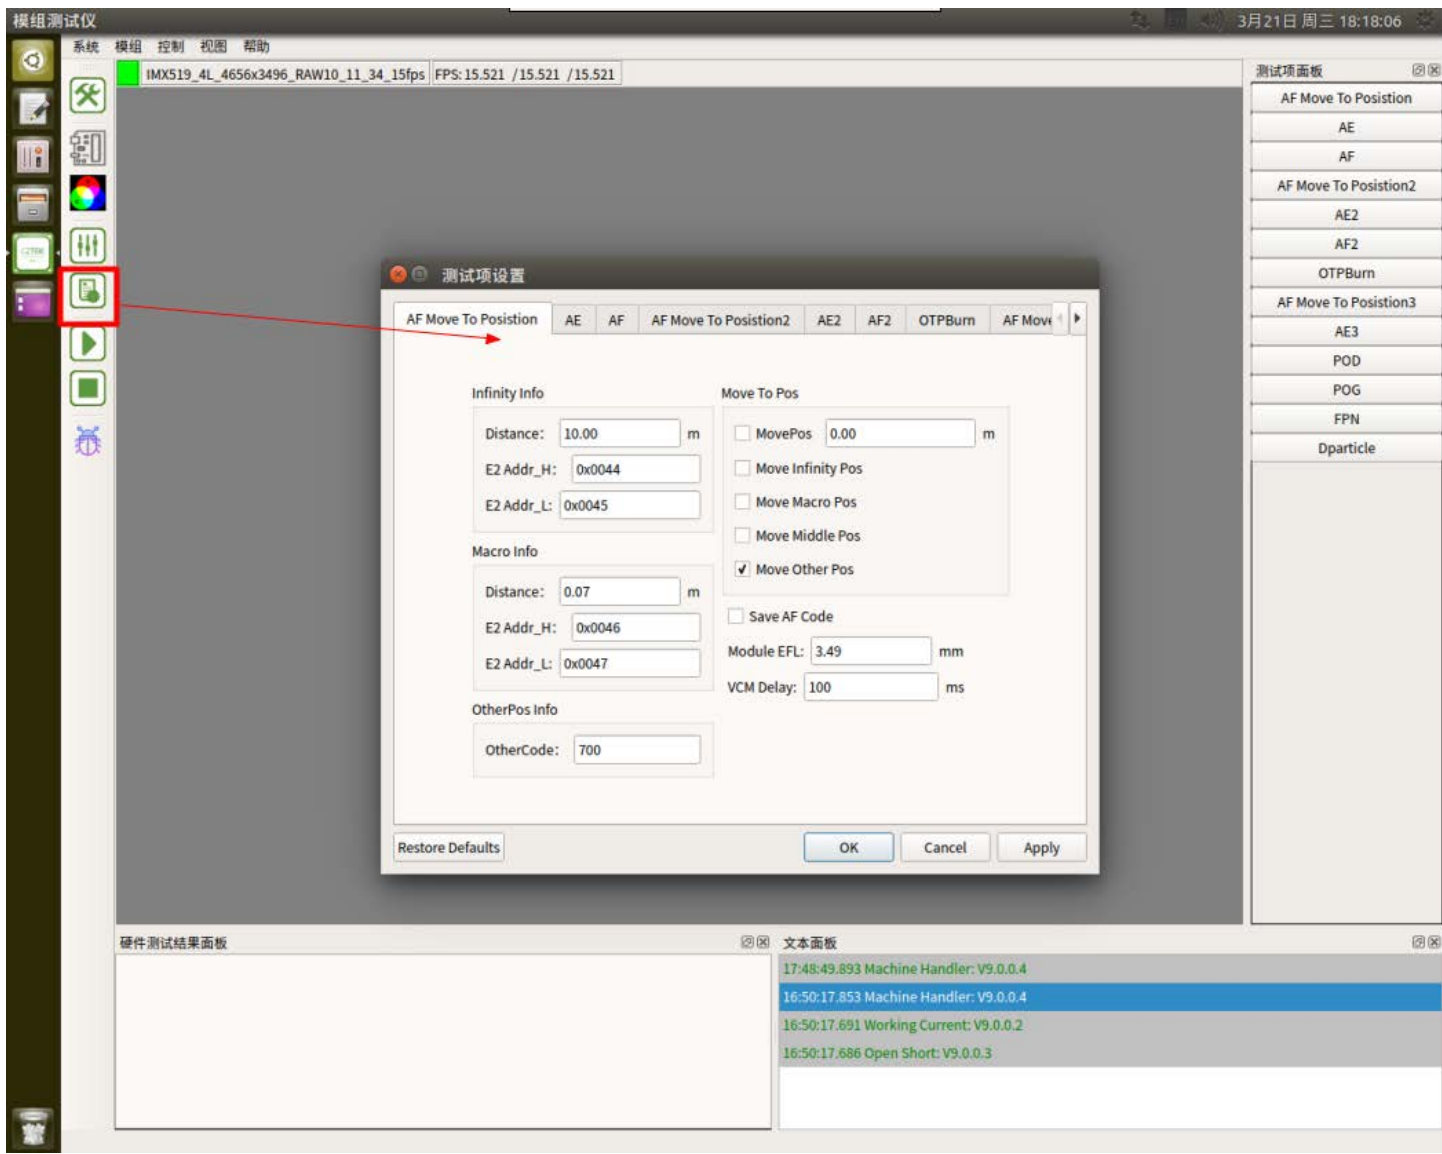 模组测试仪
3月21日 周三 18:18:06
系统 模组 控制 视图 帮助
IMX519_4L_4656x3496_RAW10_11_34_15fps FPS: 15.521 /15.521 /15.521
测试项面板
AF Move To Posistion
AE
AF
AF Move To Posistion2
AE2
AF2
OTPBurn
AF Move To Posistion3
AE3
POD
POG
FPN
Dparticle
测试项设置
AF Move To Posistion AE AF AF Move To Posistion2 AE2 AF2 OTPBurn AF Move
Infinity Info
Distance: 10.00 m
E2 Addr_H: 0x0044
E2 Addr_L: 0x0045
Macro Info
Distance: 0.07 m
E2 Addr_H: 0x0046
E2 Addr_L: 0x0047
OtherPos Info
OtherCode: 700
Move To Pos
MovePos 0.00 m
Move Infinity Pos
Move Macro Pos
Move Middle Pos
Move Other Pos
Save AF Code
Module EFL: 3.49 mm
VCM Delay: 100 ms
Restore Defaults OK Cancel Apply
硬件测试结果面板
文本面板
17:48:49.893 Machine Handler: V9.0.0.4
16:50:17.853 Machine Handler: V9.0.0.4
16:50:17.691 Working Current: V9.0.0.2
16:50:17.686 Open Short: V9.0.0.3